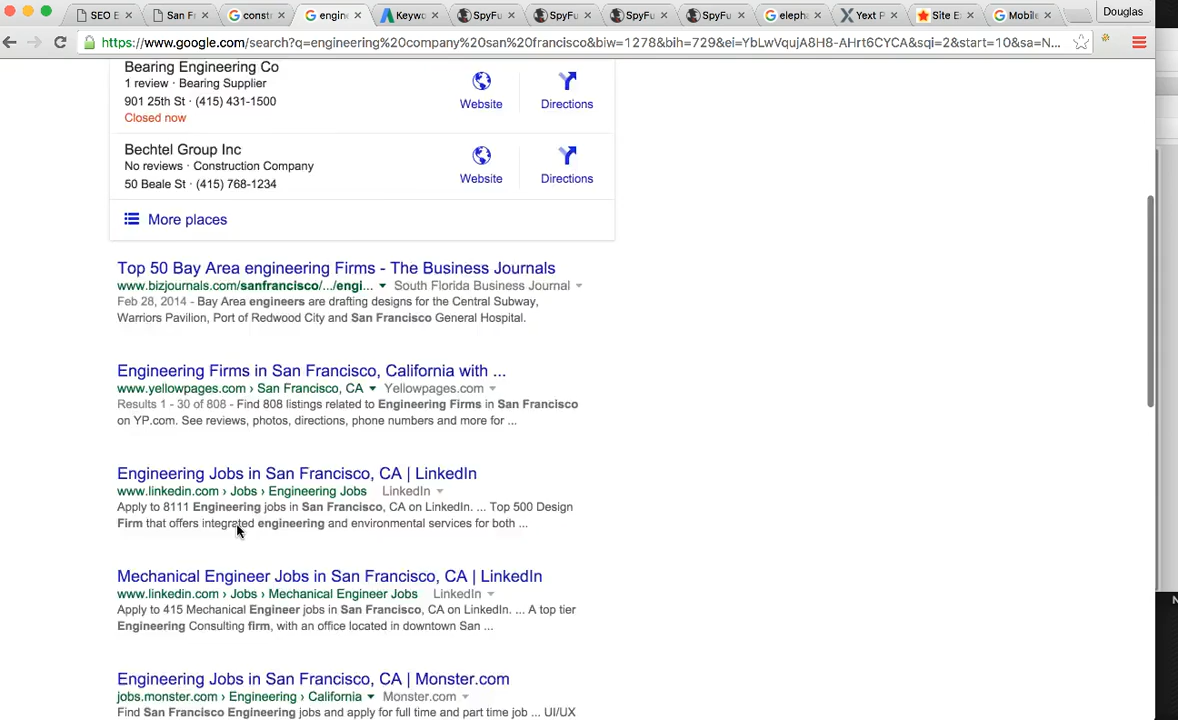 SEO E
San F
const
engin
Keywo
SpyFu
SpyFu
SpyFu
SpyFu
eleph
Yext F
Site E
Mobile
Douglas
https://www.google.com/search?q=engineering%20company%20san%20francisco&biw=1278&bih=729&ei=YbLwVqujA8H8-AHrt6CYCA&sqi=2&start=10&sa=N...
Bearing Engineering Co
1 review · Bearing Supplier
901 25th St · (415) 431-1500
Closed now
Website
Directions
Bechtel Group Inc
No reviews · Construction Company
50 Beale St · (415) 768-1234
Website
Directions
More places
Top 50 Bay Area engineering Firms - The Business Journals
www.bizjournals.com/sanfrancisco/.../engi... South Florida Business Journal
Feb 28, 2014 - Bay Area engineers are drafting designs for the Central Subway,
Warriors Pavilion, Port of Redwood City and San Francisco General Hospital.
Engineering Firms in San Francisco, California with ...
www.yellowpages.com › San Francisco, CA Yellowpages.com
Results 1 - 30 of 808 - Find 808 listings related to Engineering Firms in San Francisco
on YP.com. See reviews, photos, directions, phone numbers and more for ...
Engineering Jobs in San Francisco, CA | LinkedIn
www.linkedin.com › Jobs › Engineering Jobs LinkedIn
Apply to 8111 Engineering jobs in San Francisco, CA on LinkedIn. ... Top 500 Design
Firm that offers integrated engineering and environmental services for both ...
Mechanical Engineer Jobs in San Francisco, CA | LinkedIn
www.linkedin.com › Jobs › Mechanical Engineer Jobs LinkedIn
Apply to 415 Mechanical Engineer jobs in San Francisco, CA on LinkedIn. ... A top tier
Engineering Consulting firm, with an office located in downtown San ...
Engineering Jobs in San Francisco, CA | Monster.com
jobs.monster.com › Engineering › California Monster.com
Find San Francisco Engineering jobs and apply for full time and part time job ... UI/UX